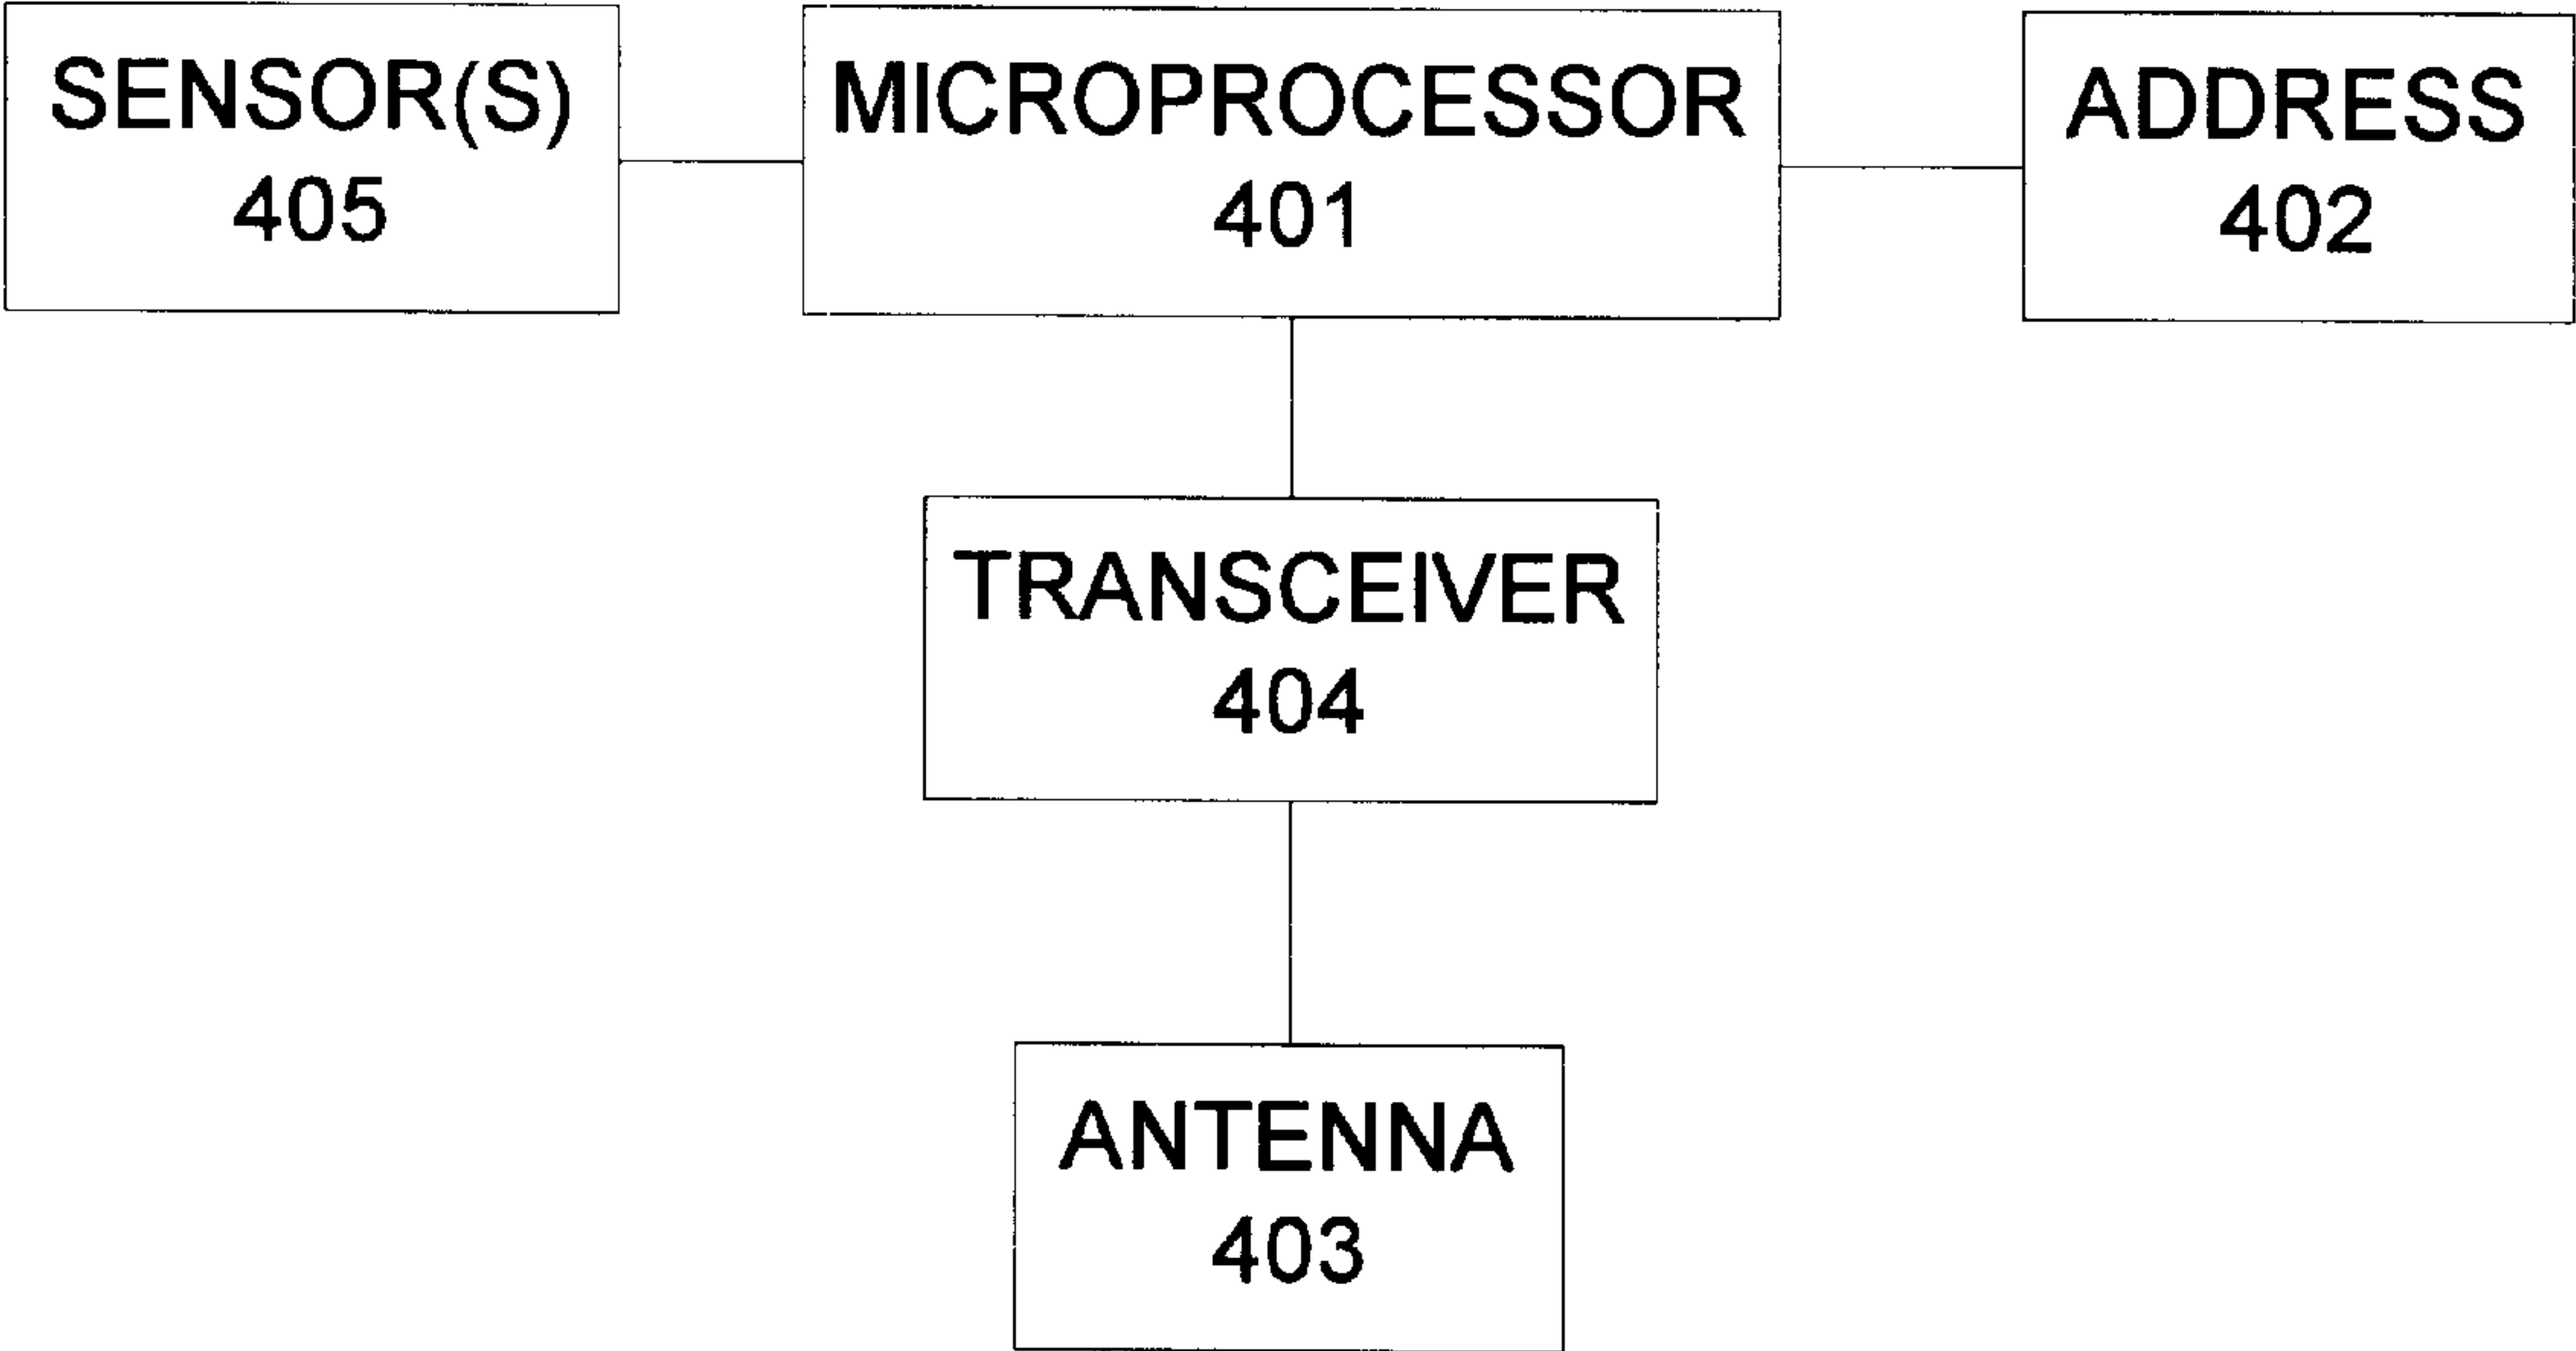 SENSOR(S)
405
MICROPROCESSOR
401
ADDRESS
402
TRANSCEIVER
404
ANTENNA
403